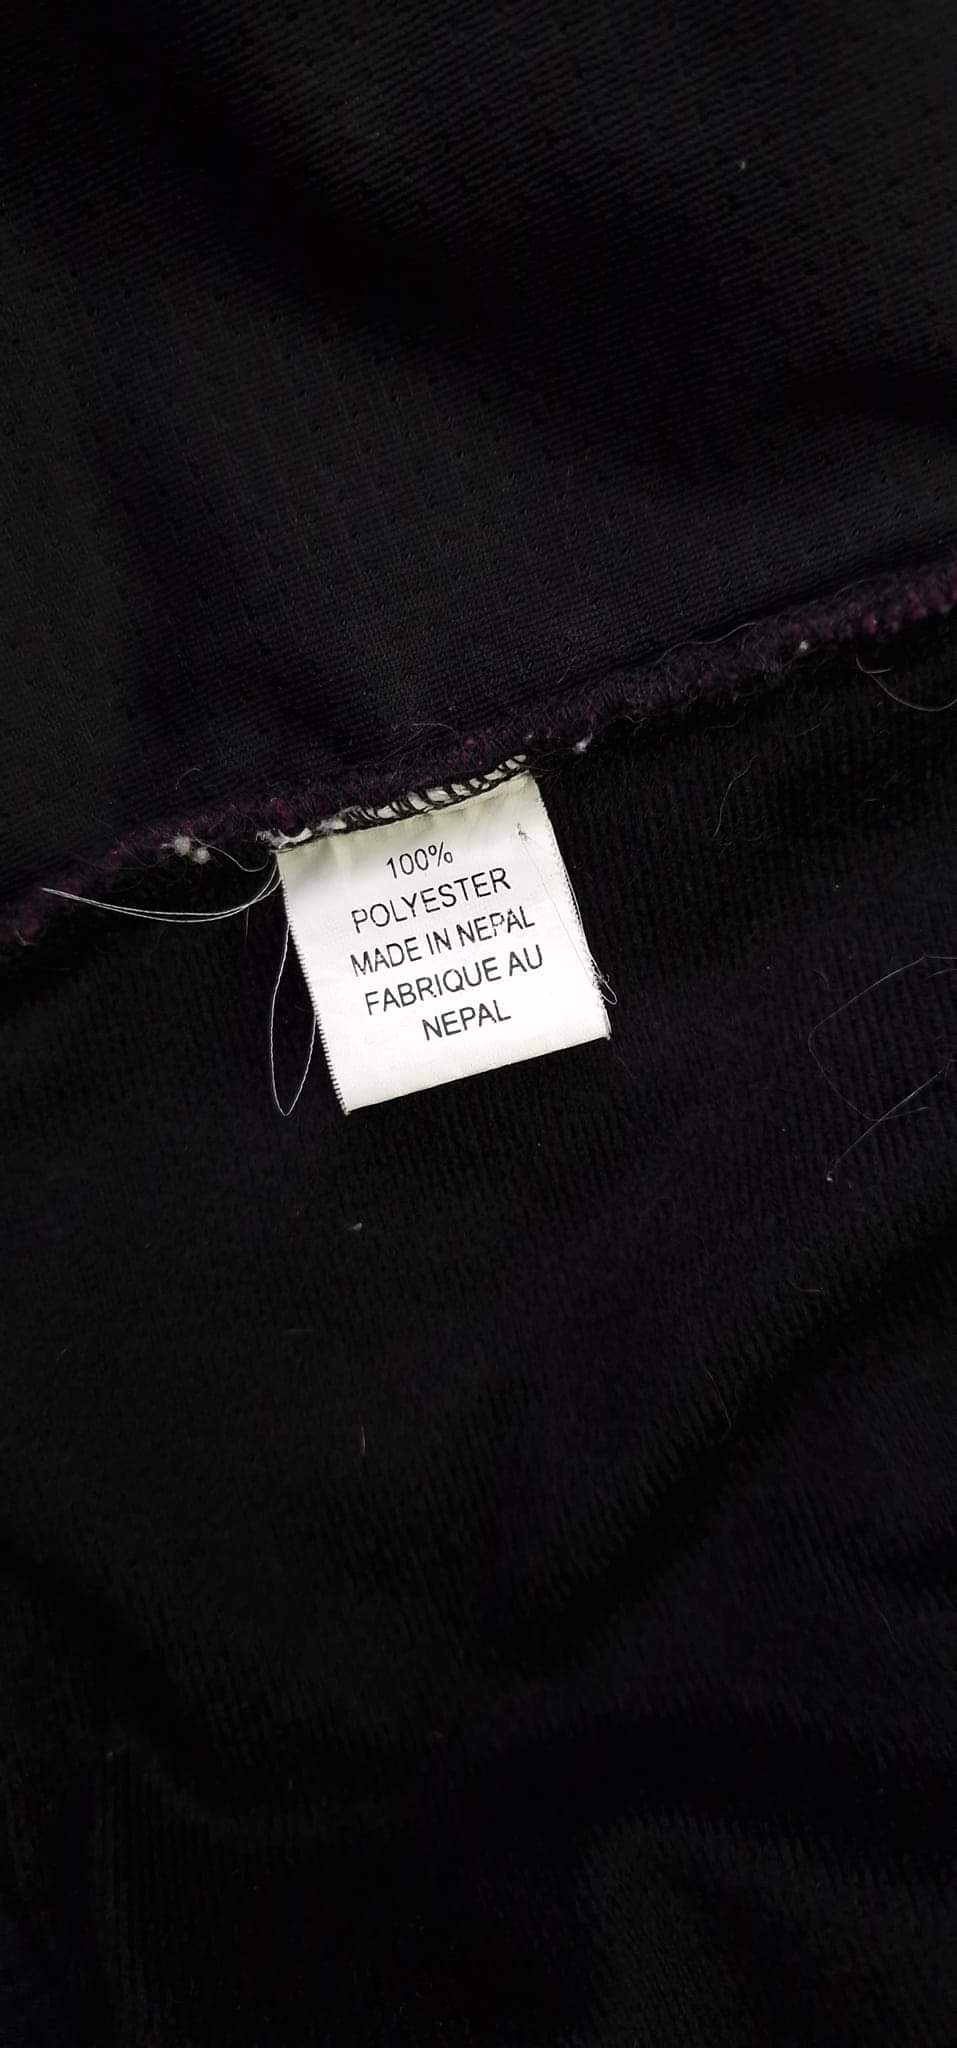 100%
POLYESTER
MADE IN NEPAL
FABRIQUE AU
NEPAL